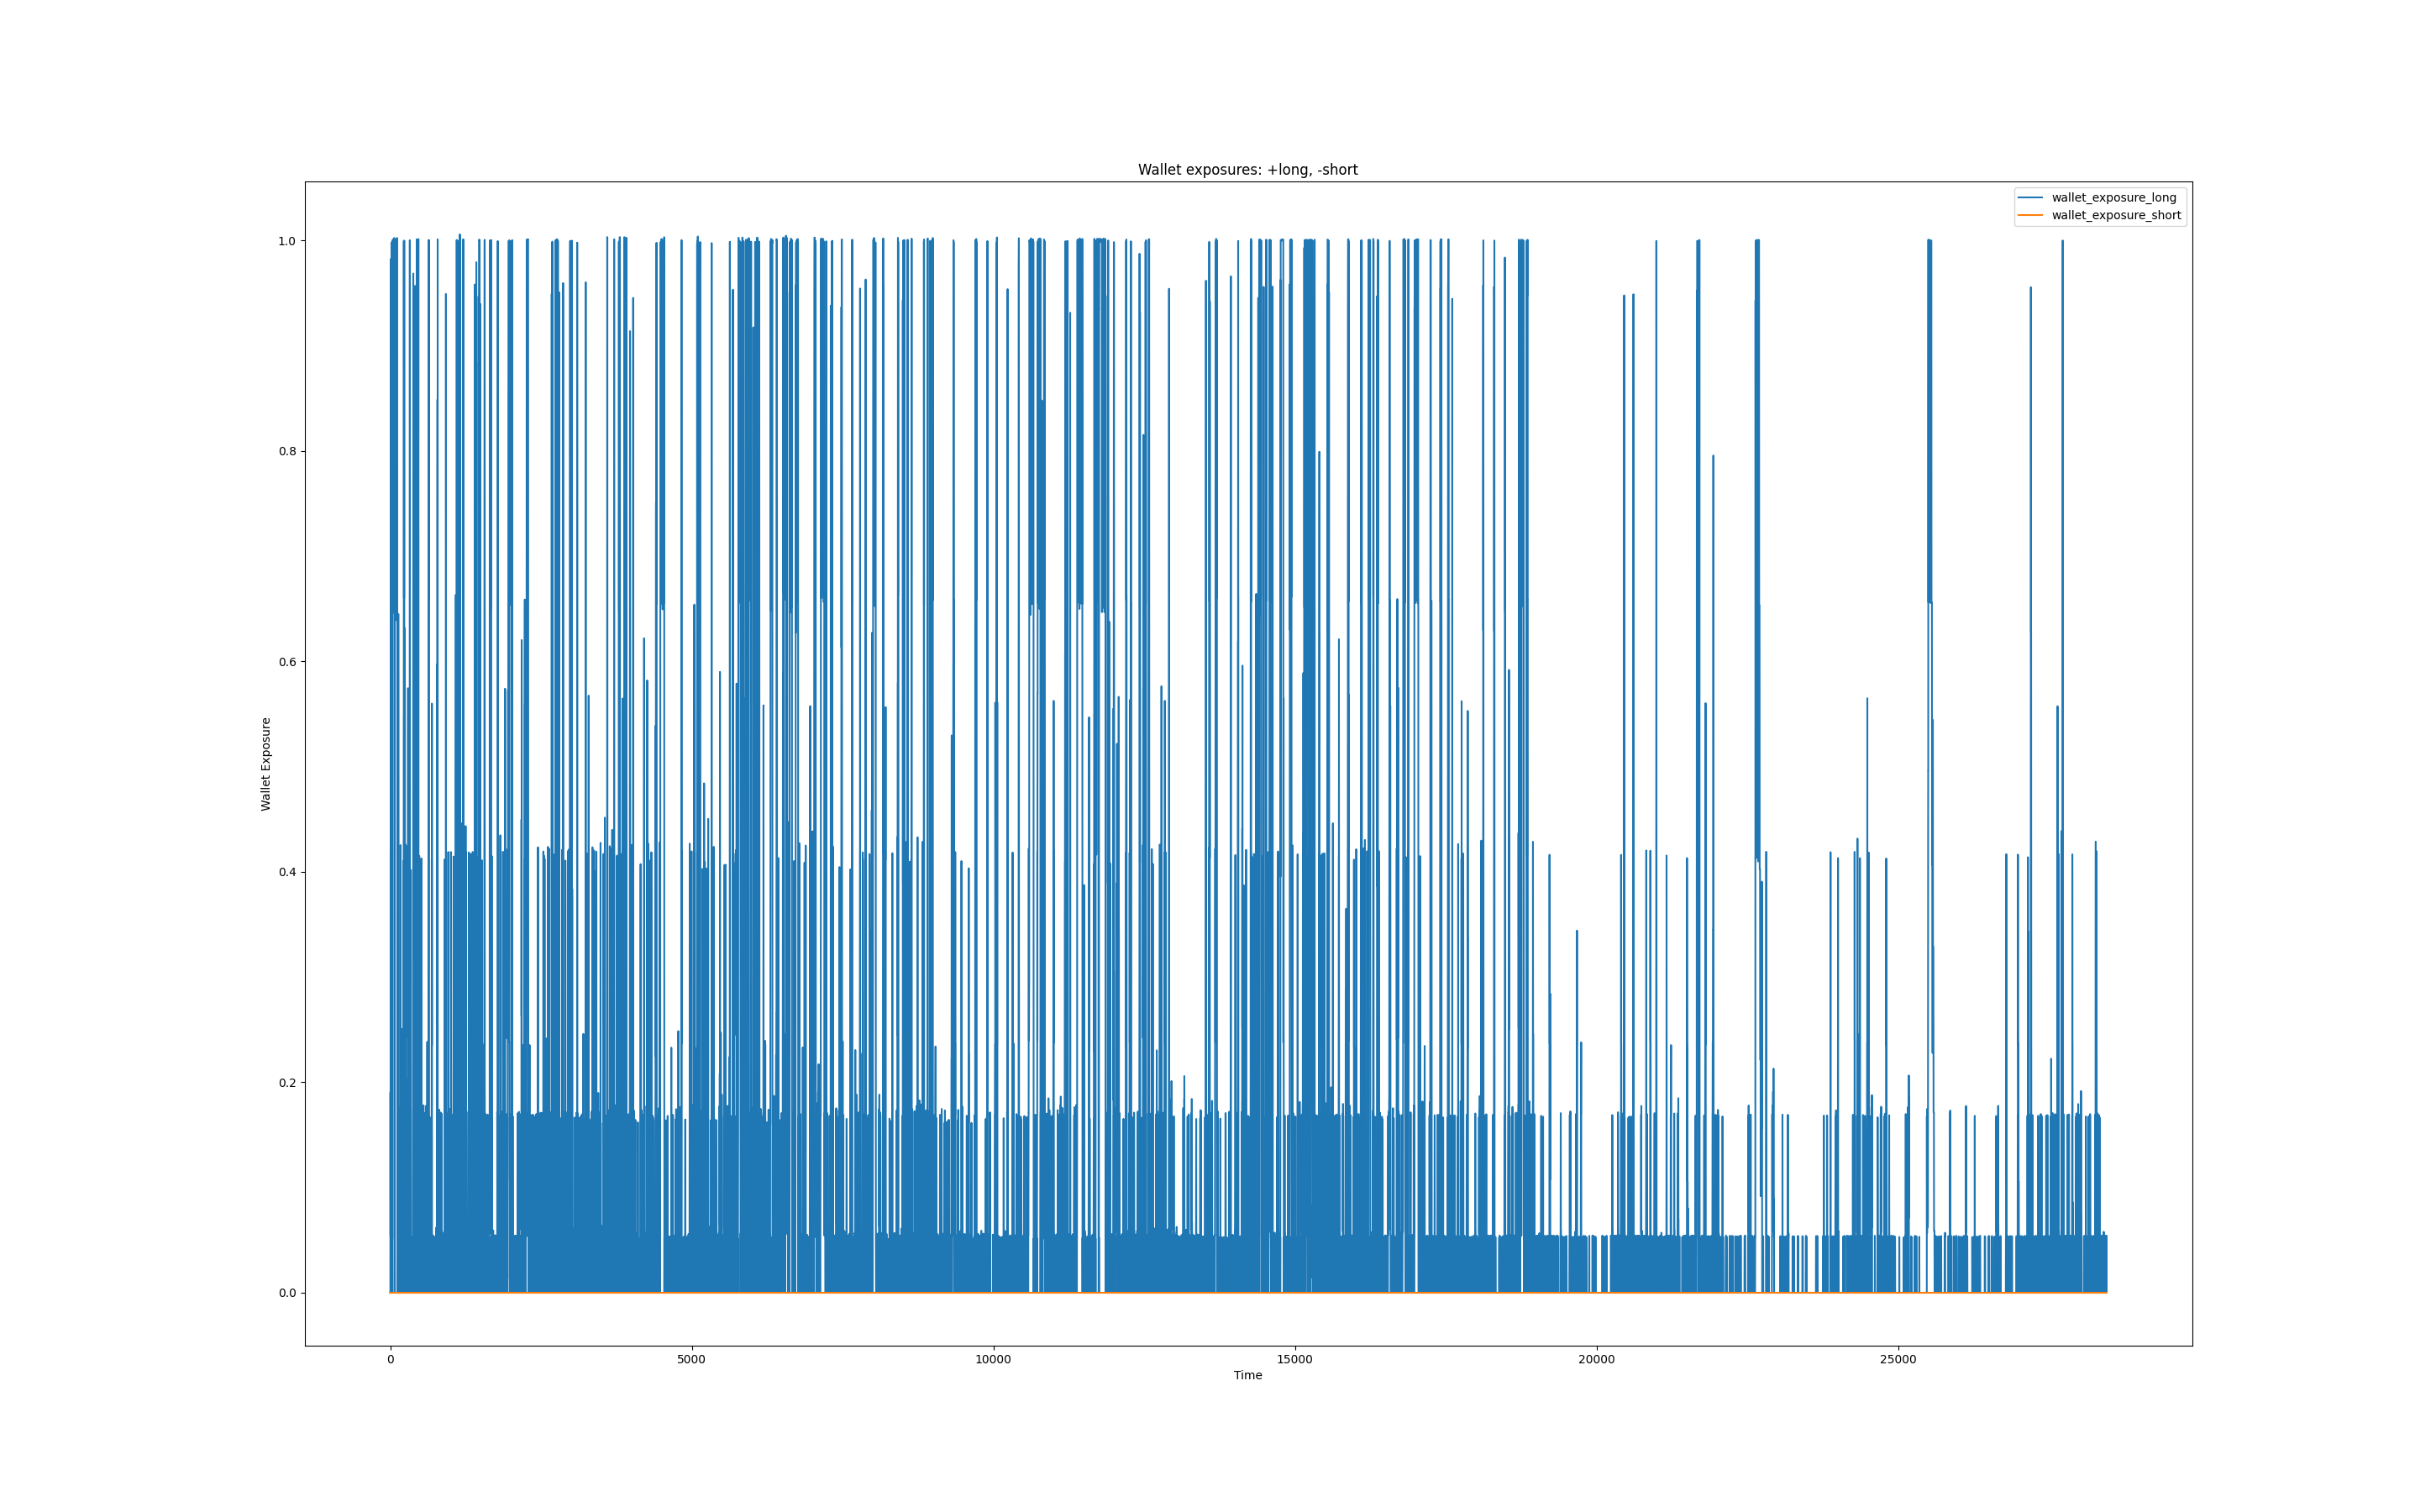 Wallet exposures: +long, -short
wallet_exposure_long
wallet_exposure_short
1.0
0.8
0.6
0.4
0.2
0.0
Wallet Exposure
0 5000 10000 15000 20000 25000
Time